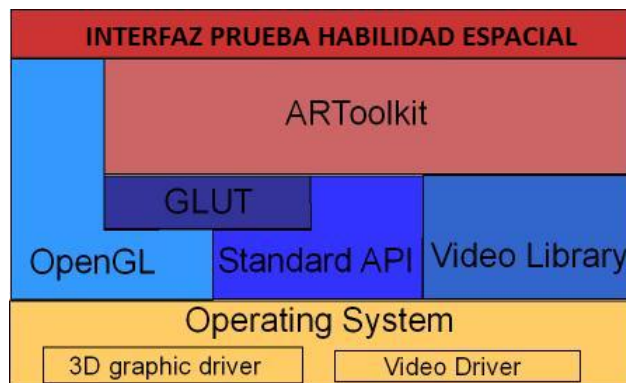 INTERFAZ PRUEBA HABILIDAD ESPACIAL
ARToolkit
GLUT
OpenGL
Standard API
Video Library
Operating System
3D graphic driver
Video Driver